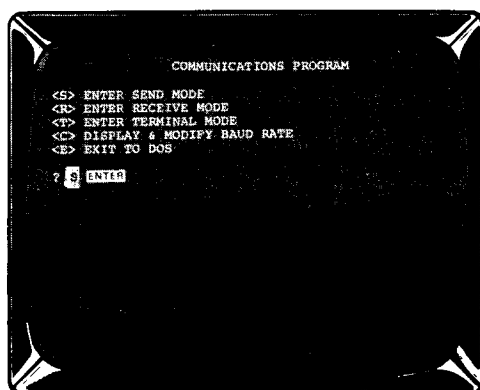 COMMUNICATIONS PROGRAM
<S> ENTER SEND MODE
<R> ENTER RECEIVE MODE
<T> ENTER TERMINAL MODE
<C> DISPLAY & MODIFY BAUD RATE
<E> EXIT TO DOS
? S ENTER